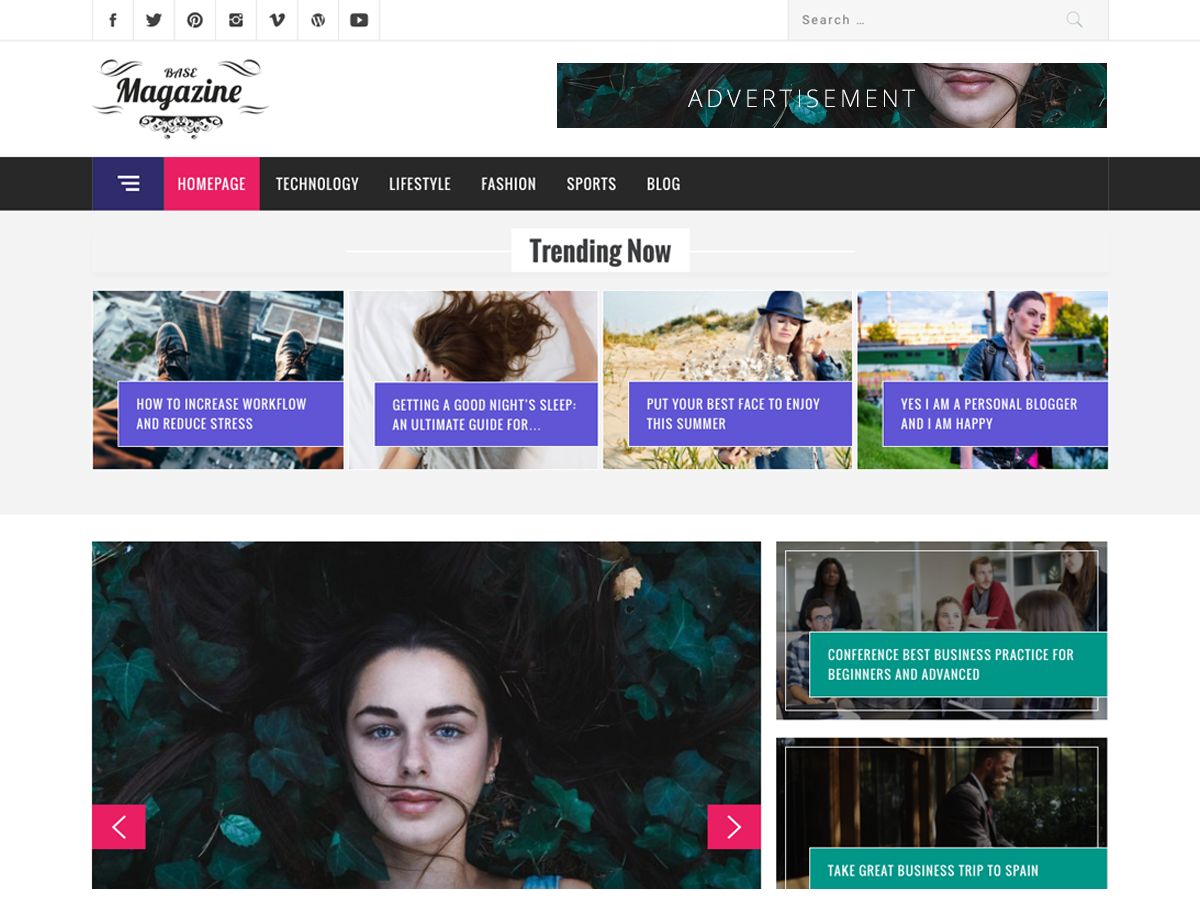 Search …
BASE
Magazine
ADVERTISEMENT
HOMEPAGE TECHNOLOGY LIFESTYLE FASHION SPORTS BLOG
Trending Now
HOW TO INCREASE WORKFLOW
AND REDUCE STRESS
GETTING A GOOD NIGHT'S SLEEP:
AN ULTIMATE GUIDE FOR...
PUT YOUR BEST FACE TO ENJOY
THIS SUMMER
YES I AM A PERSONAL BLOGGER
AND I AM HAPPY
CONFERENCE BEST BUSINESS PRACTICE FOR
BEGINNERS AND ADVANCED
TAKE GREAT BUSINESS TRIP TO SPAIN